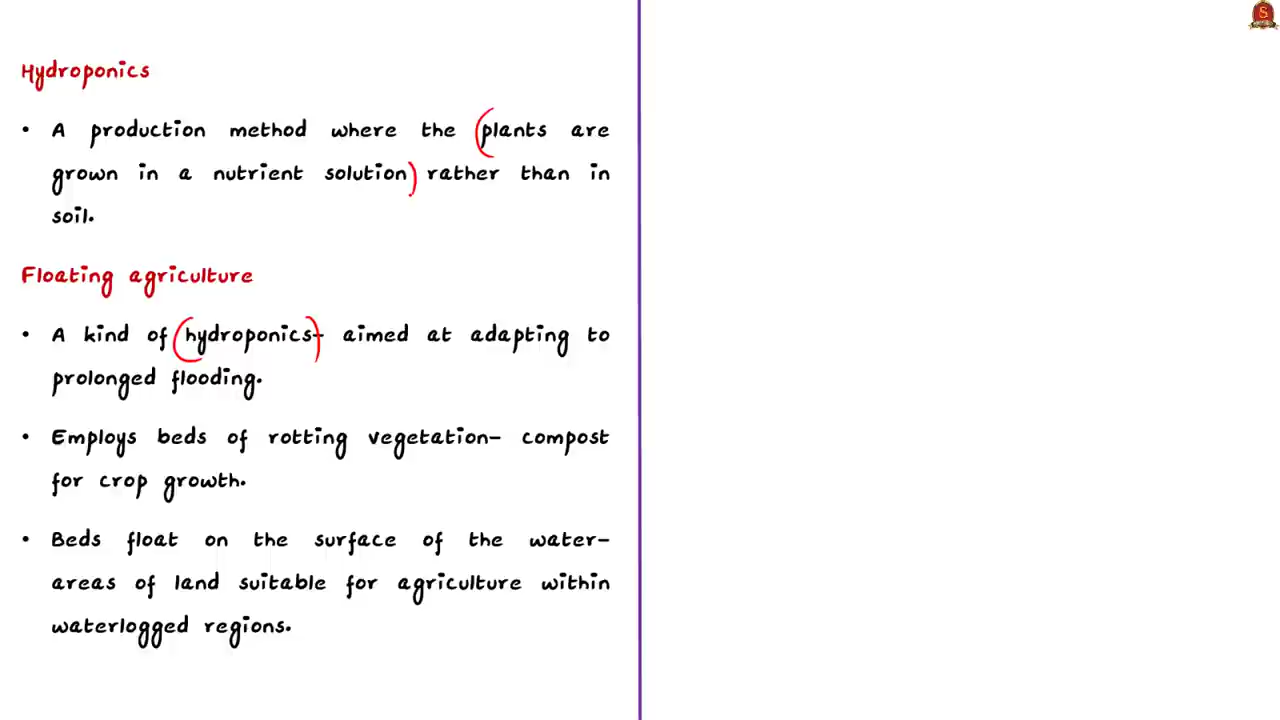 Hydroponics
• A production method where the plants are
grown in a nutrient solution rather than in
soil.
Floating agriculture
• A kind of hydroponics- aimed at adapting to
prolonged flooding.
• Employs beds of rotting vegetation- compost
for crop growth.
• Beds float on the surface of the water-
areas of land suitable for agriculture within
waterlogged regions.
S